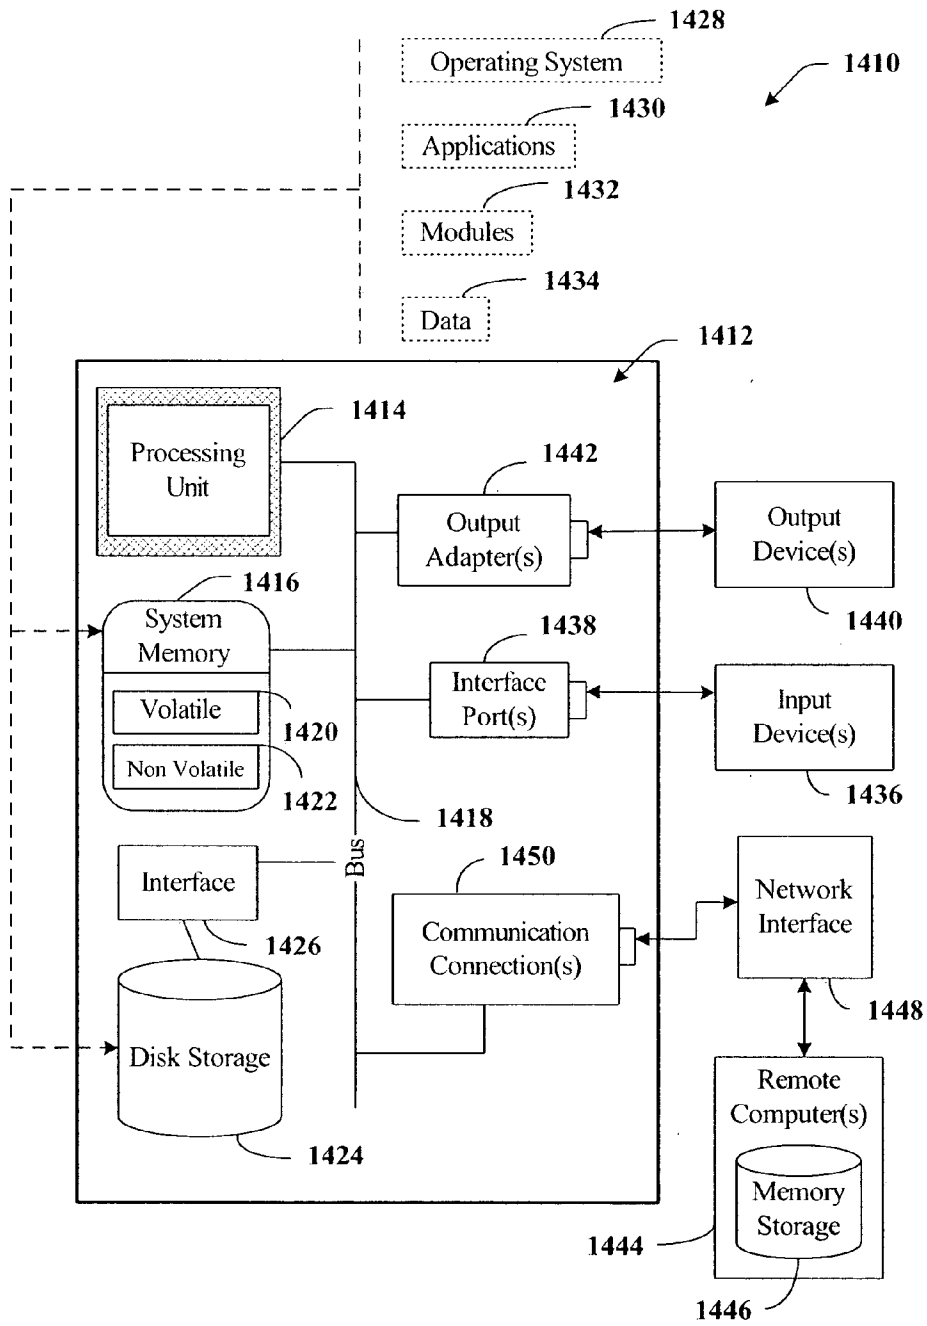 1428
Operating System
1410
1430
Applications
1432
Modules
1434
Data
1412
1414
Processing
Unit
1442
Output
Adapter(s)
Output
Device(s)
1440
1416
System
Memory
Volatile
1420
Non Volatile
1422
1438
Interface
Port(s)
Input
Device(s)
1436
1418
Bus
Interface
1426
1450
Communication
Connection(s)
Network
Interface
1448
Disk Storage
1424
Remote
Computer(s)
Memory
Storage
1444
1446